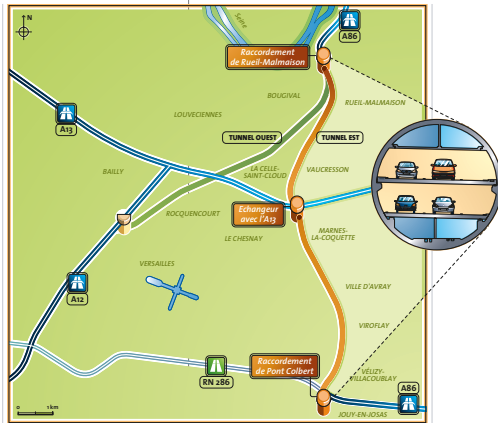 N
Seine
A86
Raccordement
de Rueil-Malmaison
BOUGIVAL
RUEIL-MALMAISON
LOUVECIENNES
A13
TUNNEL OUEST
TUNNEL EST
LA CELLE-
SAINT-CLOUD
VAUCRESSON
BAILLY
ROCQUENCOURT
Echangeur
avec l'A13
MARNES-
LA-COQUETTE
LE CHESNAY
VERSAILLES
A12
VILLE D'AVRAY
VIROFLAY
RN 286
Raccordement
de Pont Colbert
VÉLIZY-
VILLACOUBLAY
A86
JOUY-EN-JOSAS
0 1km